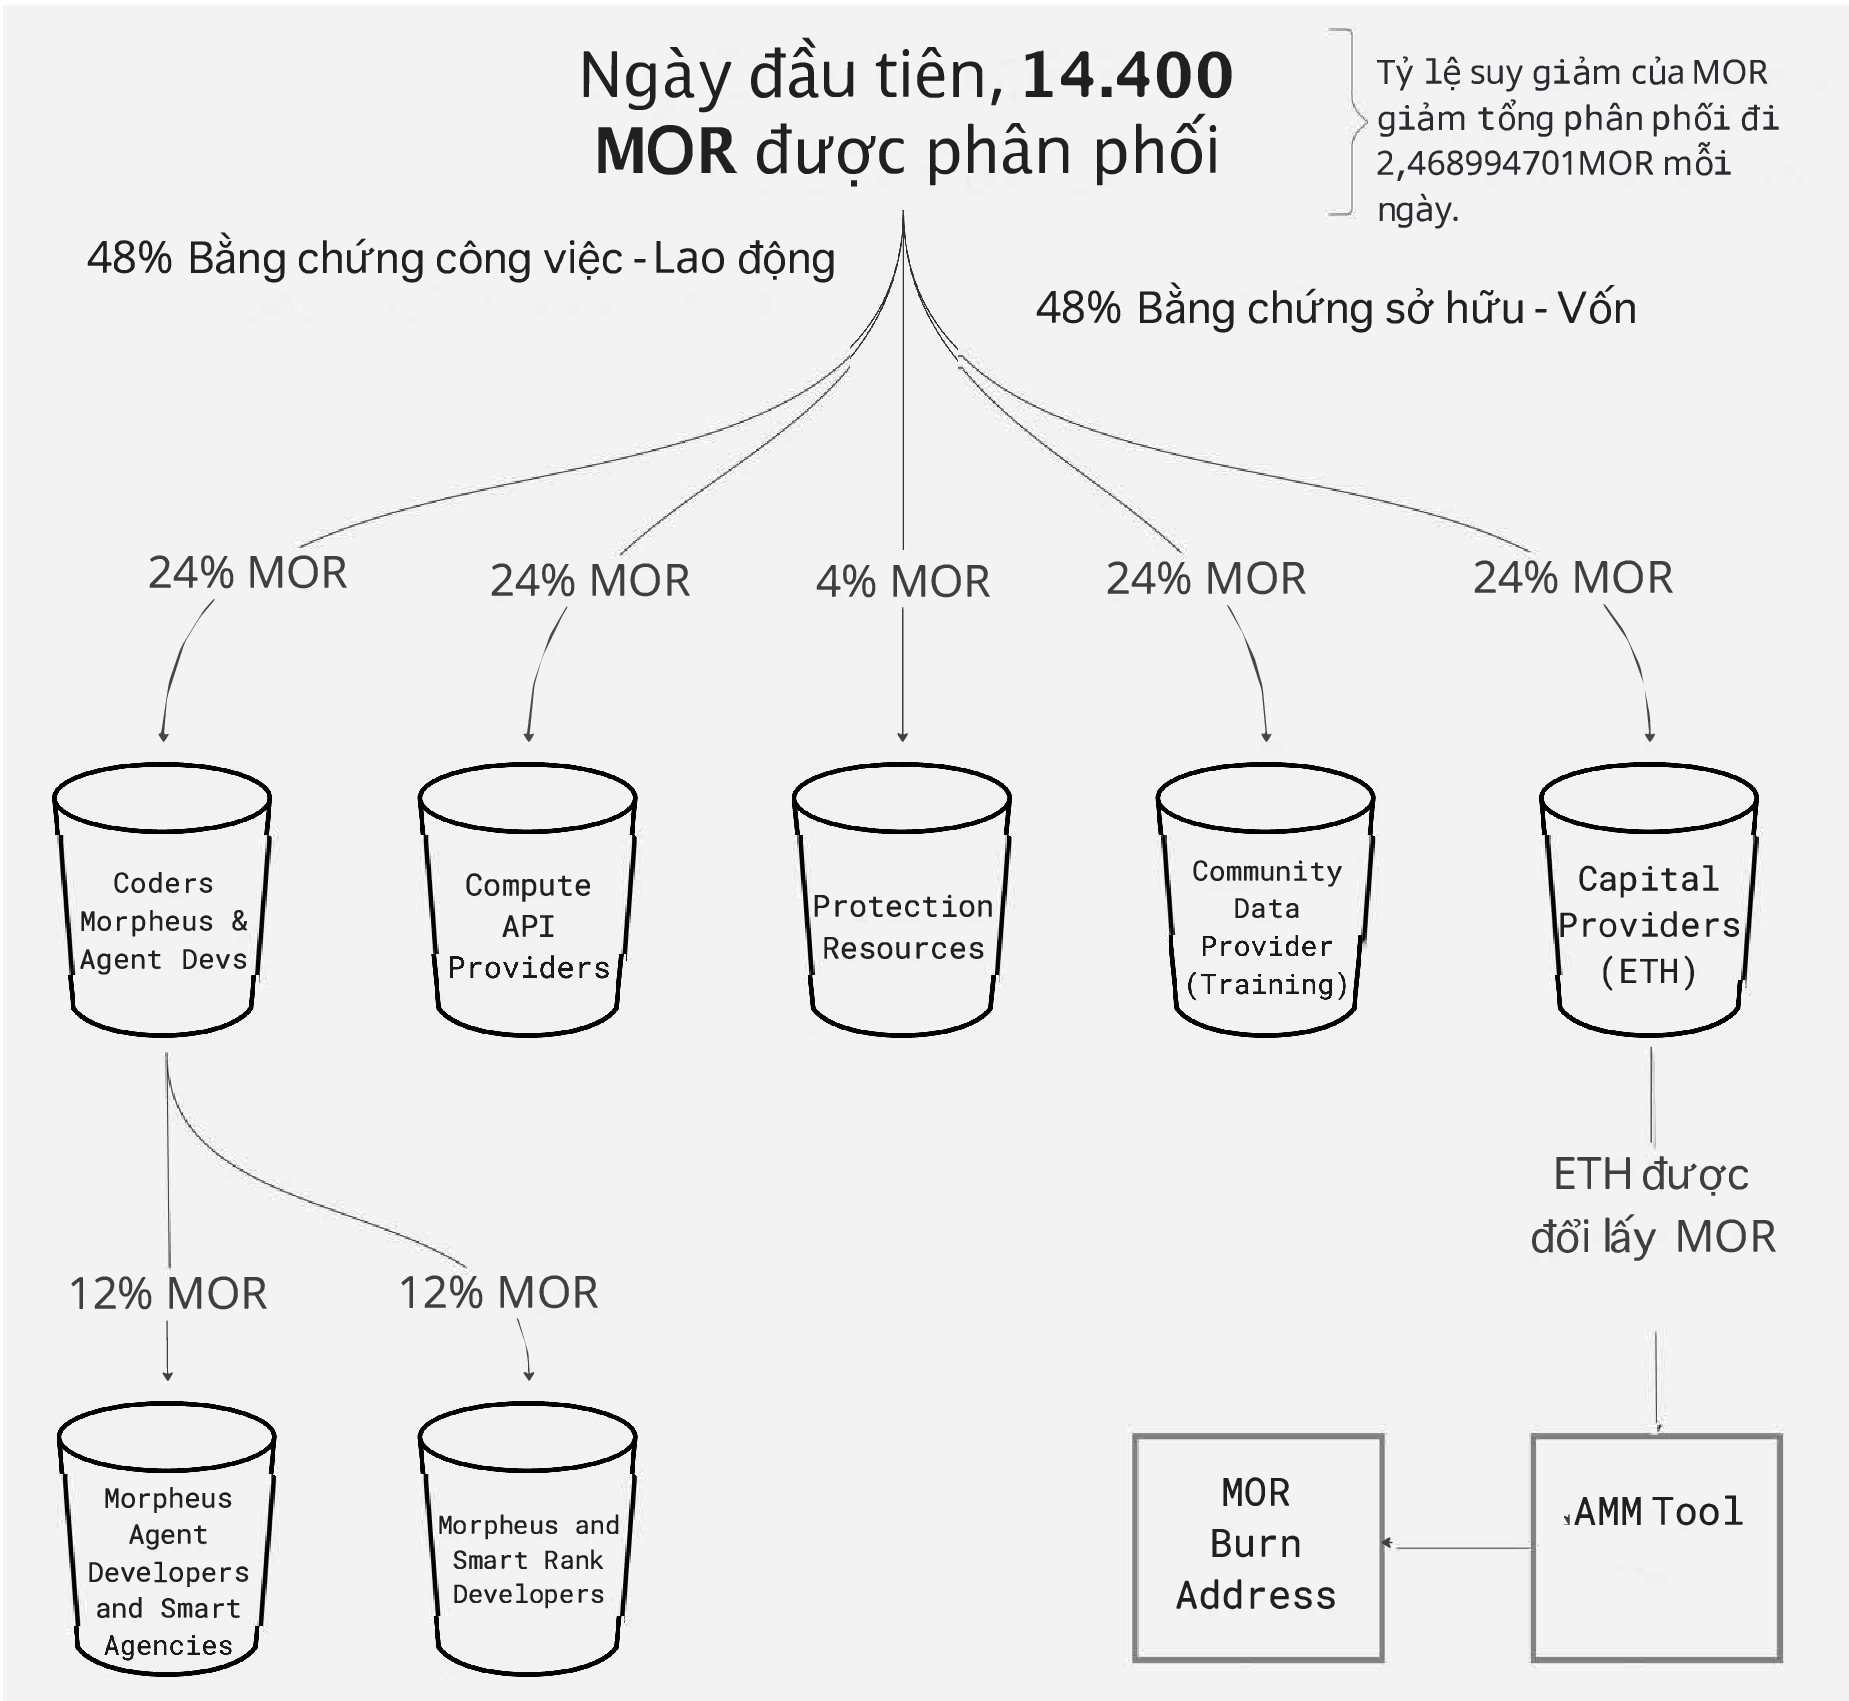 Ngày đầu tiên, 14.400
MOR được phân phối
Tỷ lệ suy giảm của MOR
giảm tổng phân phối đi
2,468994701MOR mỗi
ngày.
48% Bằng chứng công việc - Lao động
48% Bằng chứng sở hữu - Vốn
24% MOR
24% MOR
4% MOR
24% MOR
24% MOR
Coders
Morpheus &
Agent Devs
Compute
API
Providers
Protection
Resources
Community
Data
Provider
(Training)
Capital
Providers
(ETH)
ETH được
đổi lấy MOR
12% MOR
12% MOR
Morpheus
Agent
Developers
and Smart
Agencies
Morpheus and
Smart Rank
Developers
MOR
Burn
Address
AMM Tool